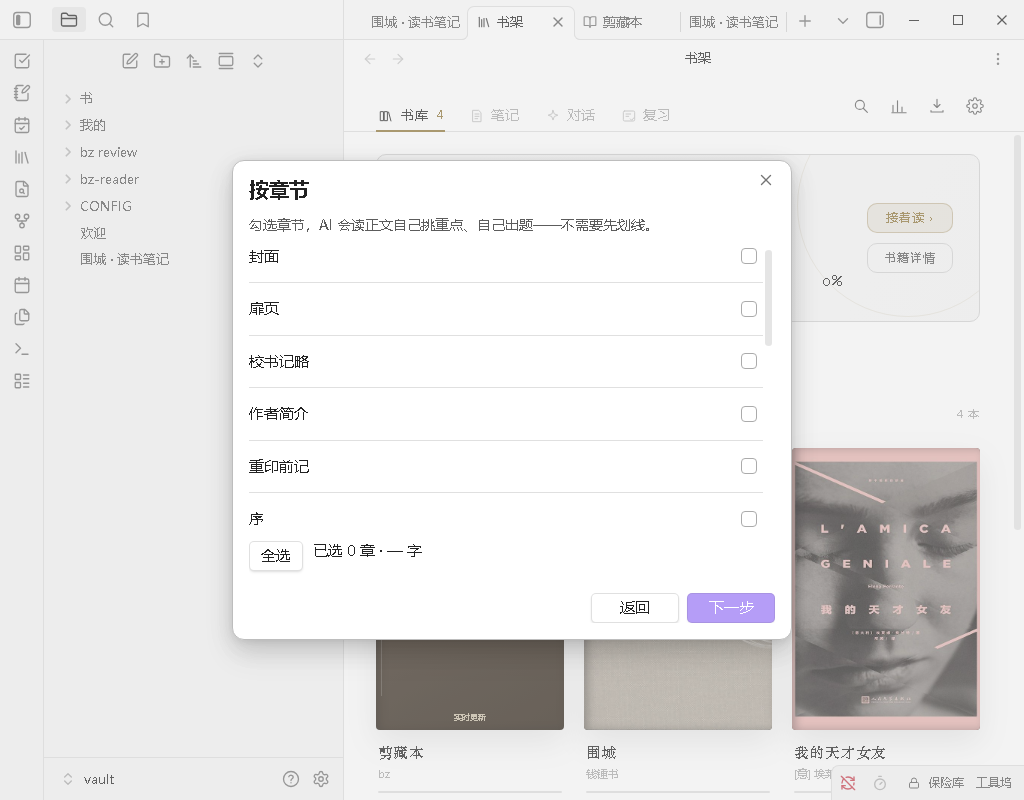 围城 · 读书笔记
书架
剪藏本
围城 · 读书笔记
书架
书
我的
bz review
bz-reader
CONFIG
欢迎
围城 · 读书笔记
书库 4
笔记
对话
复习
接着读 ›
书籍详情
0%
4 本
按章节
勾选章节，AI 会读正文自己挑重点、自己出题——不需要先划线。
封面
扉页
校书记略
作者简介
重印前记
序
全选
已选 0 章 · — 字
返回
下一步
L'AMICA
GENIALE
我的天才女友
实时更新
剪藏本
bz
围城
钱锺书
我的天才女友
[意] 埃莱
vault
保险库
工具坞